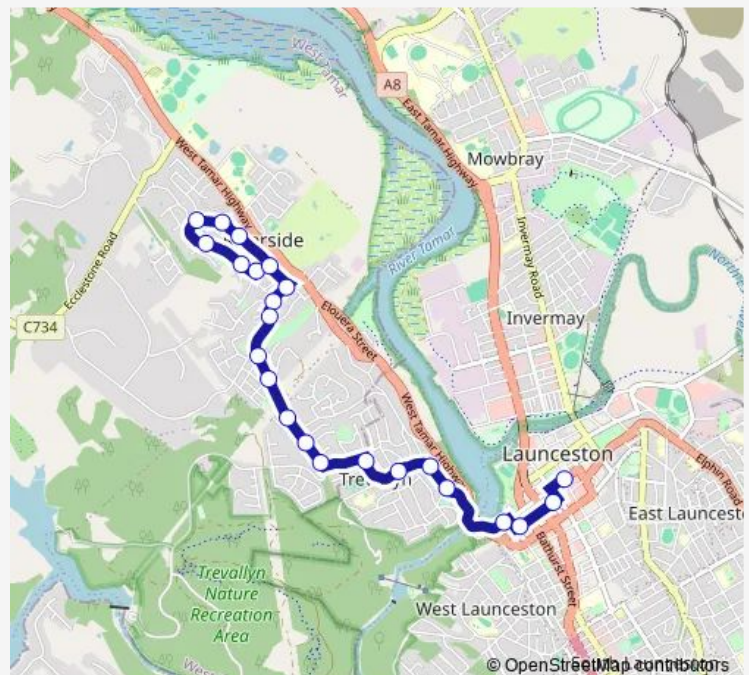 West Tamar
A8
East Tamar Highway
Mowbray
West Tamar Highway
Riverside
Ecclestone Road
River Tamar
Invermay Road
C734
Elouera Street
Invermay
West Tamar Highway
Launceston
Elphin Road
Trevallyn
East Launcest
Bathurst Street
Trevallyn
Nature
Recreation
Area
West Launceston
© OpenStreetMap contributors